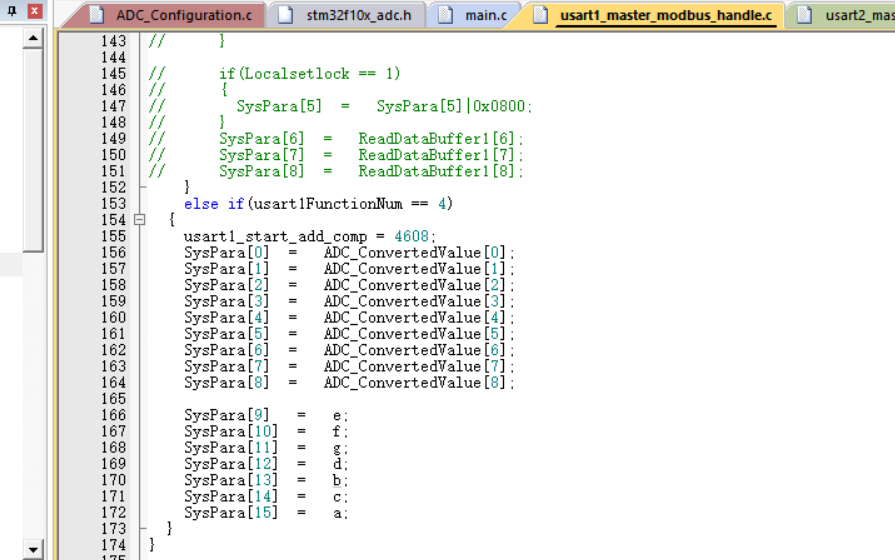 ADC_Configuration.c stm32f10x_adc.h main.c usart1_master_modbus_handle.c usart2_mas
143 // }
144
145 // if(Localsetlock == 1)
146 // {
147 // SysPara[5] = SysPara[5]|0x0800;
148 // }
149 // SysPara[6] = ReadDataBuffer1[6];
150 // SysPara[7] = ReadDataBuffer1[7];
151 // SysPara[8] = ReadDataBuffer1[8];
152 }
153 else if(usart1FunctionNum == 4)
154 {
155 usart1_start_add_comp = 4608;
156 SysPara[0] = ADC_ConvertedValue[0];
157 SysPara[1] = ADC_ConvertedValue[1];
158 SysPara[2] = ADC_ConvertedValue[2];
159 SysPara[3] = ADC_ConvertedValue[3];
160 SysPara[4] = ADC_ConvertedValue[4];
161 SysPara[5] = ADC_ConvertedValue[5];
162 SysPara[6] = ADC_ConvertedValue[6];
163 SysPara[7] = ADC_ConvertedValue[7];
164 SysPara[8] = ADC_ConvertedValue[8];
165
166 SysPara[9] = e;
167 SysPara[10] = f;
168 SysPara[11] = g;
169 SysPara[12] = d;
170 SysPara[13] = b;
171 SysPara[14] = c;
172 SysPara[15] = a;
173 }
174 }
175